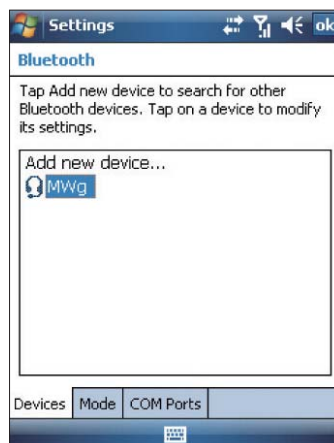 Settings
ok
Bluetooth
Tap Add new device to search for other
Bluetooth devices. Tap on a device to modify
its settings.
Add new device...
MWg
Devices Mode COM Ports